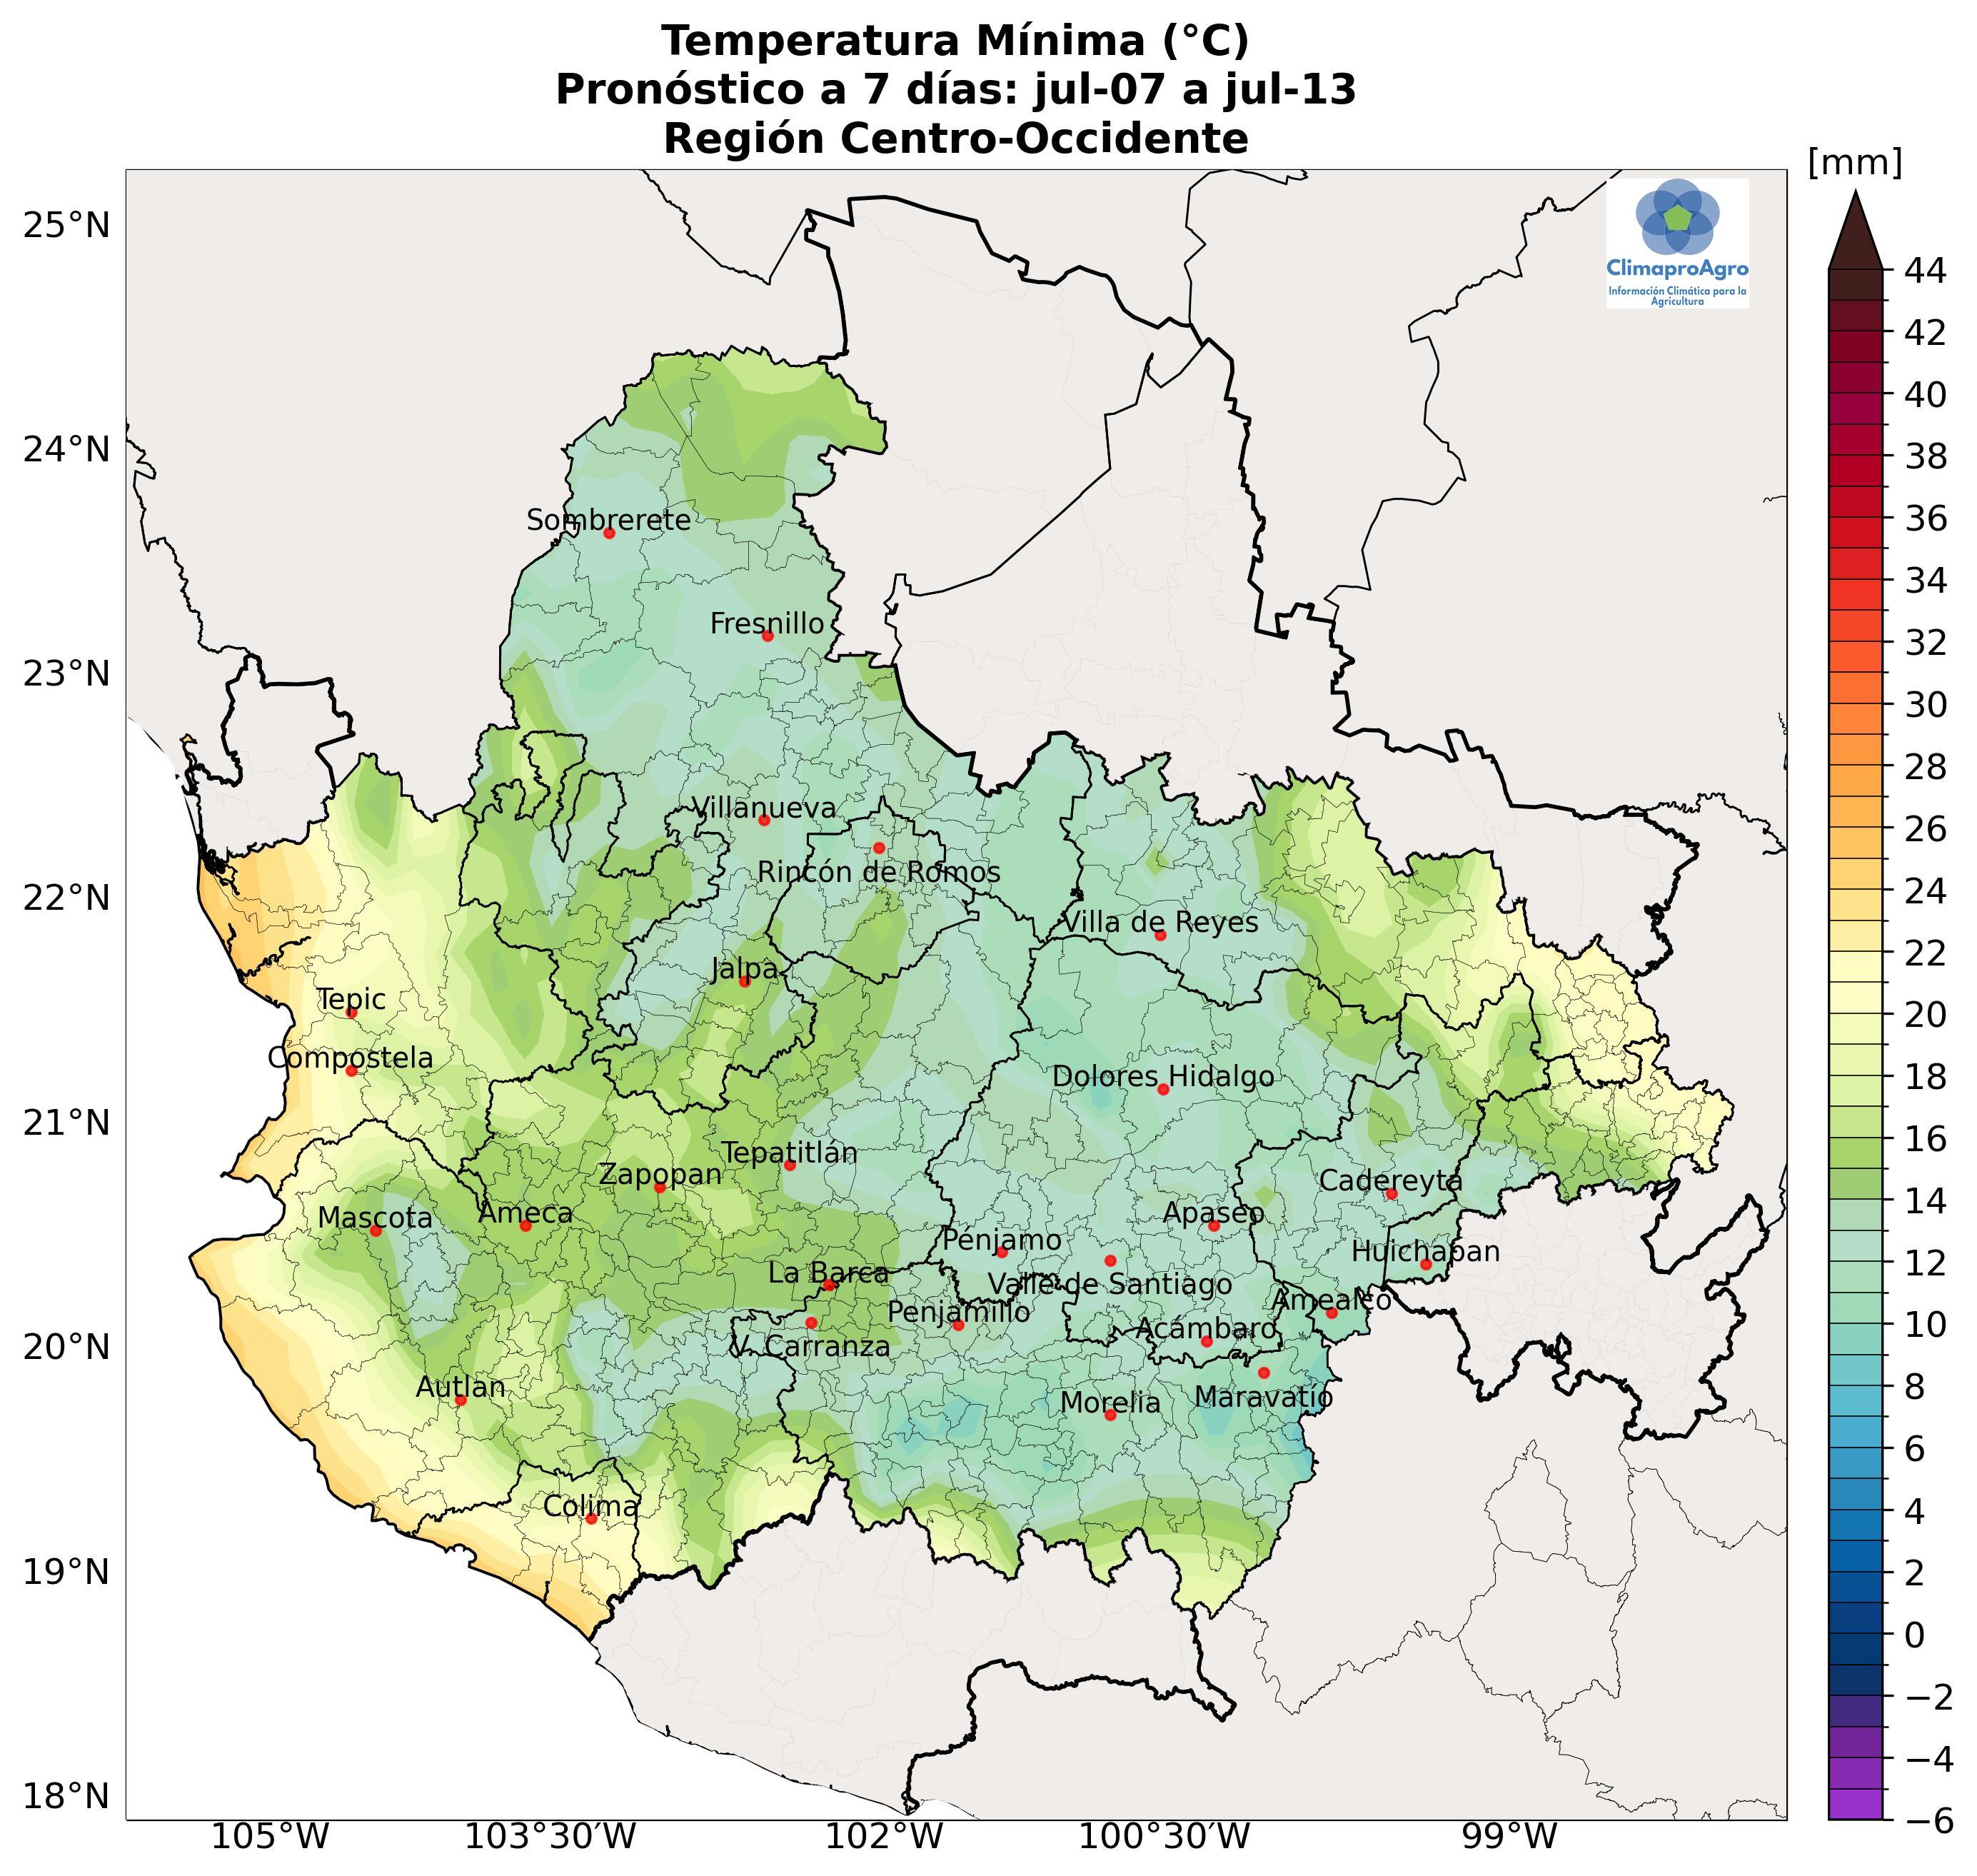 Temperatura Mínima (°C)
Pronóstico a 7 días: jul-07 a jul-13
Región Centro-Occidente
[mm]
ClimaproAgro
Información Climática para la
Agricultura
25°N
24°N
23°N
22°N
21°N
20°N
19°N
18°N
Sombrerete
Fresnillo
Villanueva
Rincón de Romos
Villa de Reyes
Jalpa
Tepic
Compostela
Dolores Hidalgo
Tepatitlán
Zapopan
Cadereyta
Mascota
Ameca
Apaseo
Pénjamo
Huichapan
La Barca
Valle de Santiago
Amealco
Penjamillo
Acámbaro
V. Carranza
Autlan
Maravatío
Morelia
Colima
105°W
103°30′W
102°W
100°30′W
99°W
44
42
40
38
36
34
32
30
28
26
24
22
20
18
16
14
12
10
8
6
4
2
0
−2
−4
−6